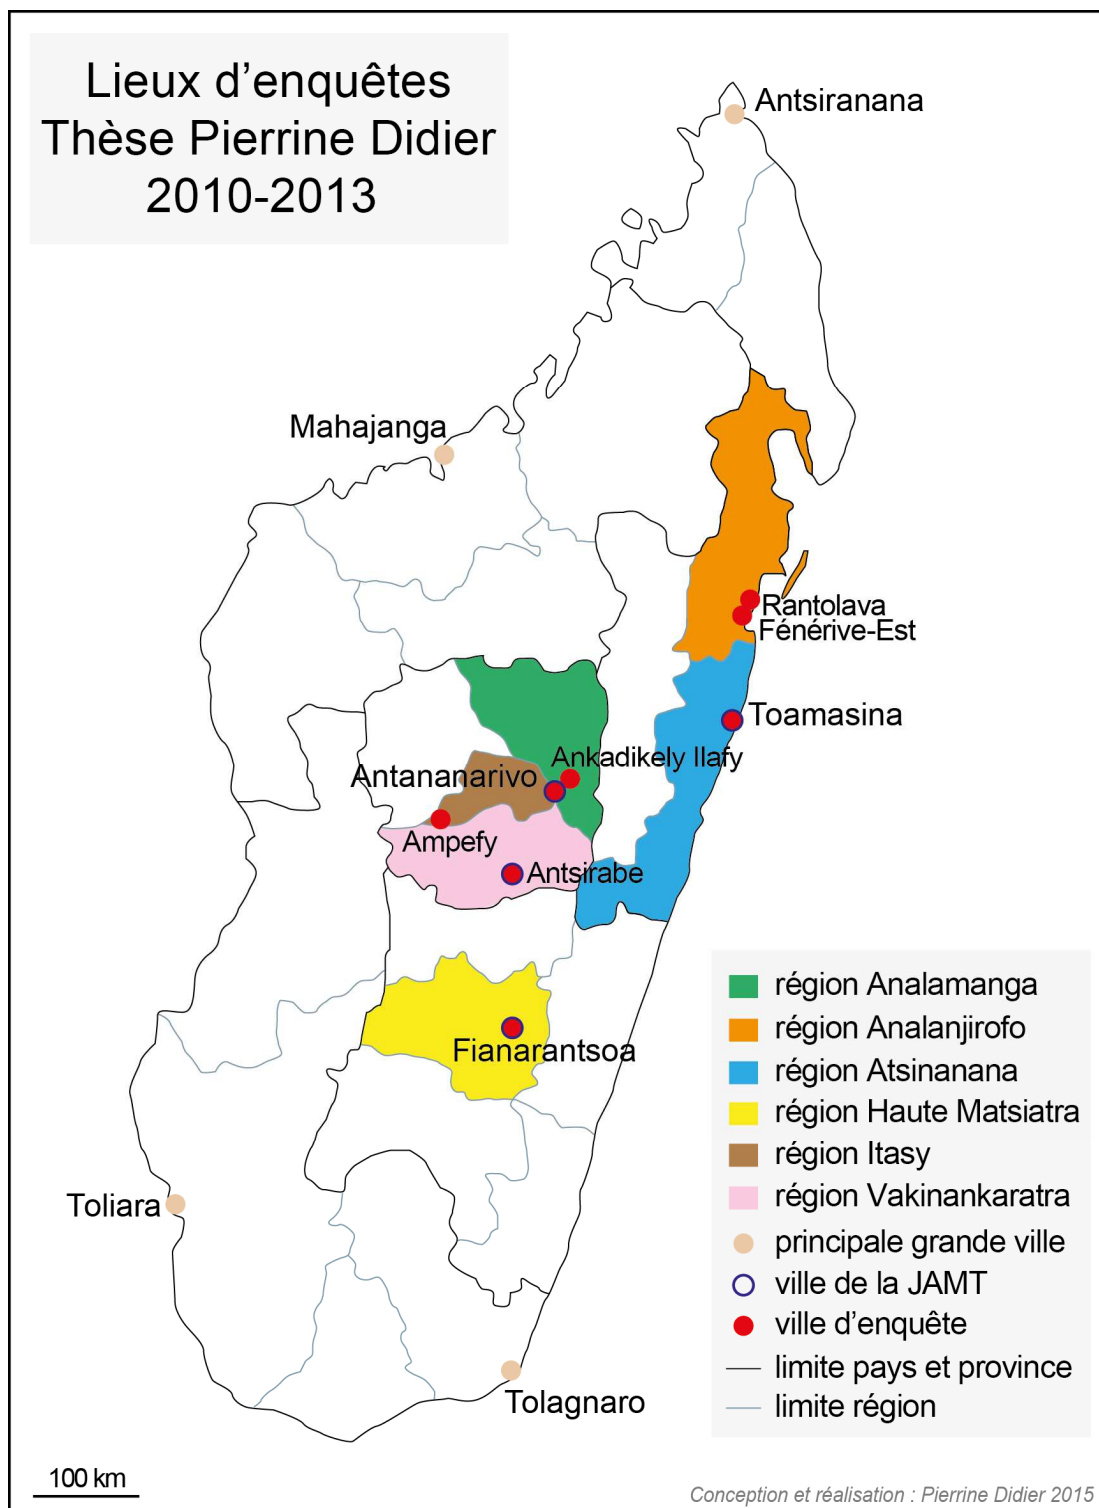 Lieux d'enquêtes
Thèse Pierrine Didier
2010-2013
Antsiranana
Mahajanga
Rantolava
Fénérive-Est
Toamasina
Ankadikely Ilafy
Antananarivo
Ampefy
Antsirabe
Fianarantsoa
Toliara
Tolagnaro
région Analamanga
région Analanjirofo
région Atsinanana
région Haute Matsiatra
région Itasy
région Vakinankaratra
principale grande ville
ville de la JAMT
ville d'enquête
limite pays et province
limite région
100 km
Conception et réalisation : Pierrine Didier 2015